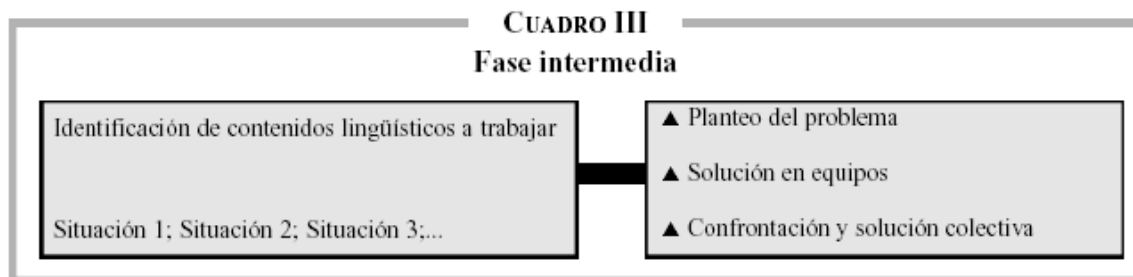 CUADRO III
Fase intermedia
Identificación de contenidos lingüísticos a trabajar
Situación 1; Situación 2; Situación 3;...
▲ Planteo del problema
▲ Solución en equipos
▲ Confrontación y solución colectiva